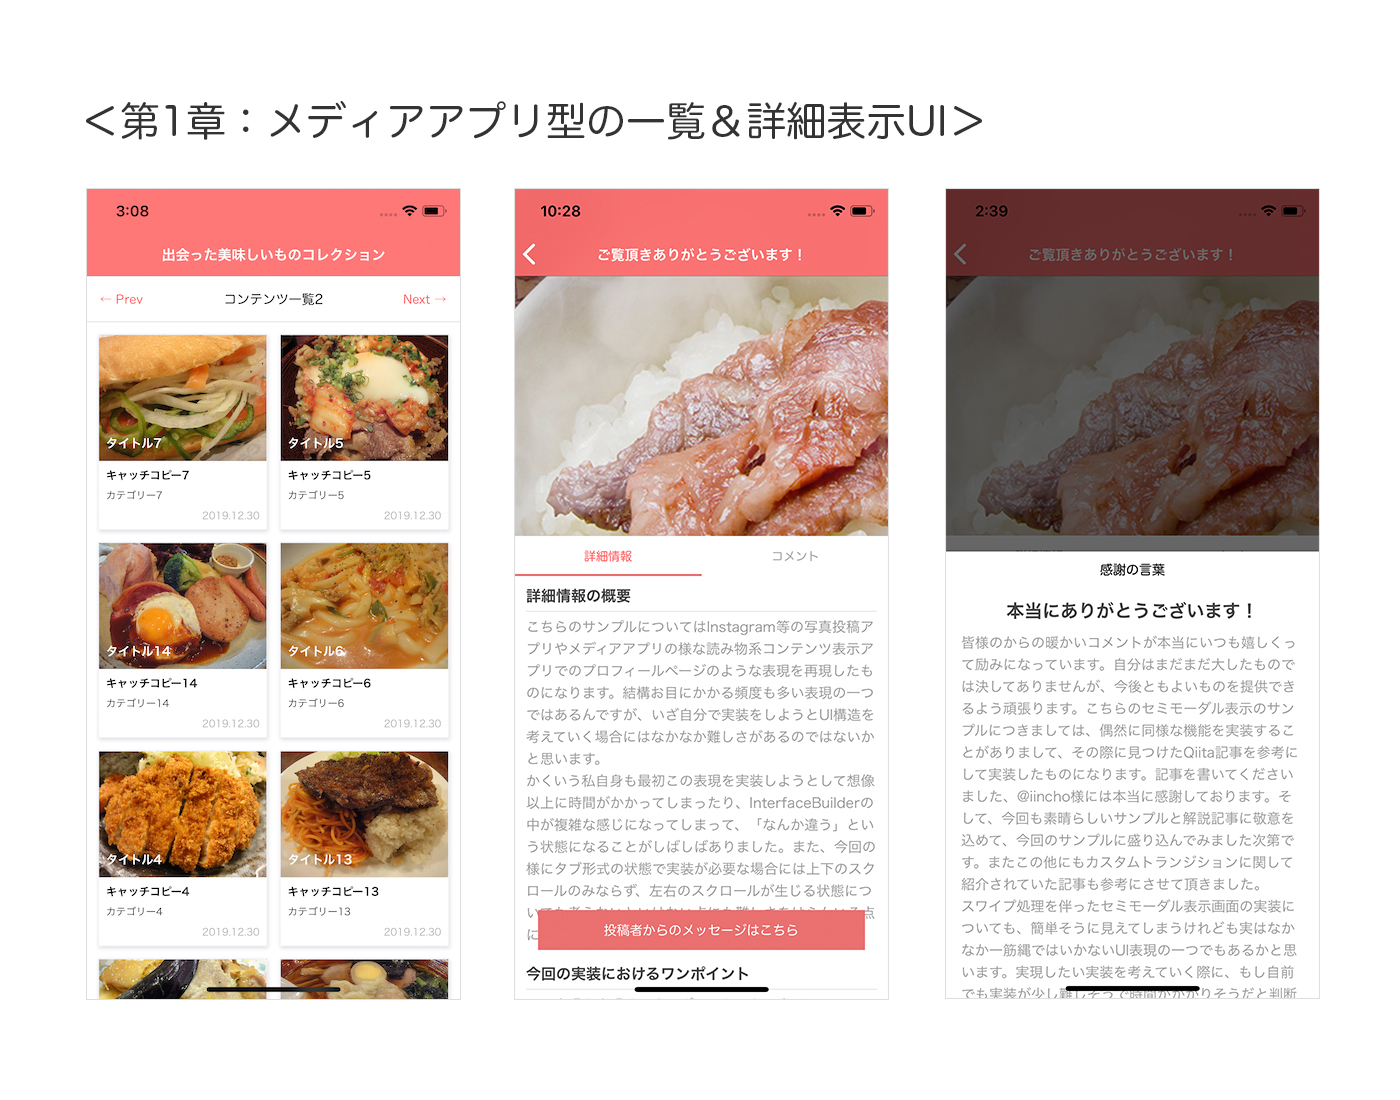 ＜第1章：メディアアプリ型の一覧＆詳細表示UI＞
3:08
出会った美味しいものコレクション
← Prev
コンテンツ一覧2
Next →
タイトル7
キャッチコピー7
カテゴリー7
2019.12.30
タイトル5
キャッチコピー5
カテゴリー5
2019.12.30
タイトル14
キャッチコピー14
カテゴリー14
2019.12.30
タイトル6
キャッチコピー6
カテゴリー6
2019.12.30
タイトル4
キャッチコピー4
カテゴリー4
2019.12.30
タイトル13
キャッチコピー13
カテゴリー13
2019.12.30
10:28
ご覧頂きありがとうございます！
詳細情報
コメント
詳細情報の概要
こちらのサンプルについてはInstagram等の写真投稿ア
プリやメディアアプリの様な読み物系コンテンツ表示ア
プリでのプロフィールページのような表現を再現したも
のになります。結構お目にかかる頻度も多い表現の一つ
ではあるんですが、いざ自分で実装をしようとUI構造を
考えていく場合にはなかなか難しさがあるのではないか
と思います。
かくいう私自身も最初この表現を実装しようとして想像
以上に時間がかかってしまったり、InterfaceBuilderの
中が複雑な感じになってしまって、「なんか違う」とい
う状態になることがしばしばありました。また、今回の
様にタブ形式の状態で実装が必要な場合には上下のスク
ロールのみならず、左右のスクロールが生じる状態につ
い
点
に
投稿者からのメッセージはこちら
今回の実装におけるワンポイント
2:39
ご覧頂きありがとうございます！
感謝の言葉
本当にありがとうございます！
皆様のからの暖かいコメントが本当にいつも嬉しくっ
て励みになっています。自分はまだまだ大したもので
は決してありませんが、今後ともよいものを提供でき
るよう頑張ります。こちらのセミモーダル表示のサン
プルにつきましては、偶然に同様な機能を実装するこ
とがありまして、その際に見つけたQiita記事を参考に
して実装したものになります。記事を書いてください
ました、@iincho様には本当に感謝しております。そ
して、今回も素晴らしいサンプルと解説記事に敬意を
込めて、今回のサンプルに盛り込んでみました次第で
す。またこの他にもカスタムトランジションに関して
紹介されていた記事も参考にさせて頂きました。
スワイプ処理を伴ったセミモーダル表示画面の実装に
ついても、簡単そうに見えてしまうけれども実はなか
なか一筋縄ではいかないUI表現の一つでもあるかと思
います。実現したい実装を考えていく際に、もし自前
でも実装が少し難しそうで時間がかかりそうだと判断